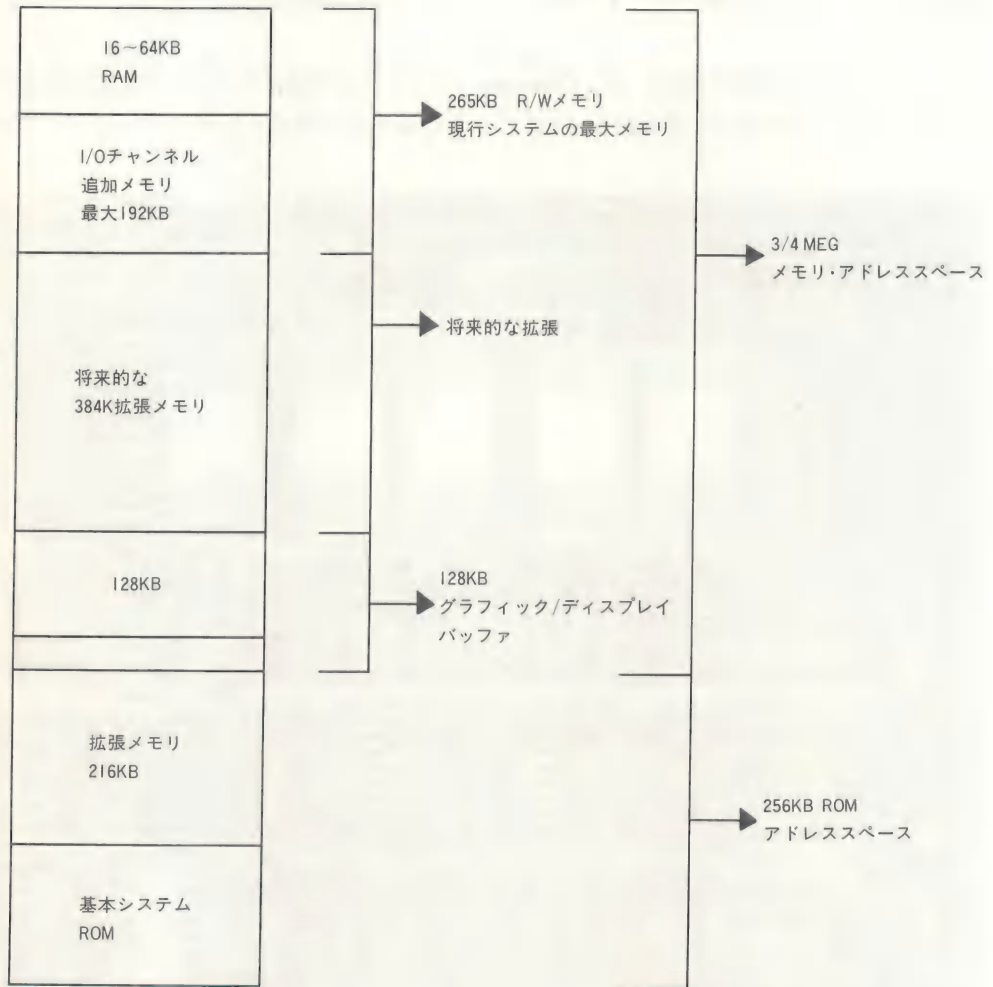 16~64KB
RAM
I/Oチャンネル
追加メモリ
最大192KB
将来的な
384K拡張メモリ
128KB
拡張メモリ
216KB
基本システム
ROM
265KB R/Wメモリ
現行システムの最大メモリ
将来的な拡張
128KB
グラフィック/ディスプレイ
バッファ
3/4 MEG
メモリ・アドレススペース
256KB ROM
アドレススペース